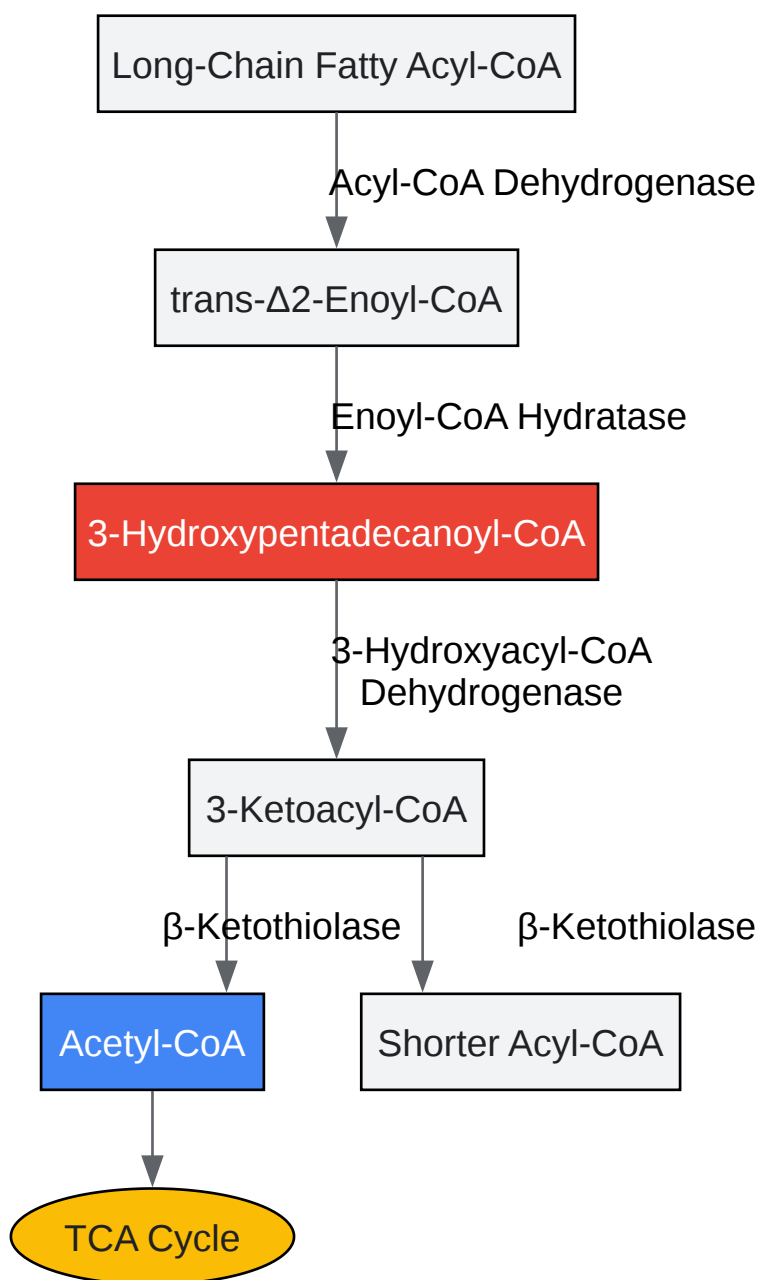 Long-Chain Fatty Acyl-CoA
Acyl-CoA Dehydrogenase
trans-Δ2-Enoyl-CoA
Enoyl-CoA Hydratase
3-Hydroxypentadecanoyl-CoA
3-Hydroxyacyl-CoA
Dehydrogenase
3-Ketoacyl-CoA
β-Ketothiolase
β-Ketothiolase
Acetyl-CoA
Shorter Acyl-CoA
TCA Cycle